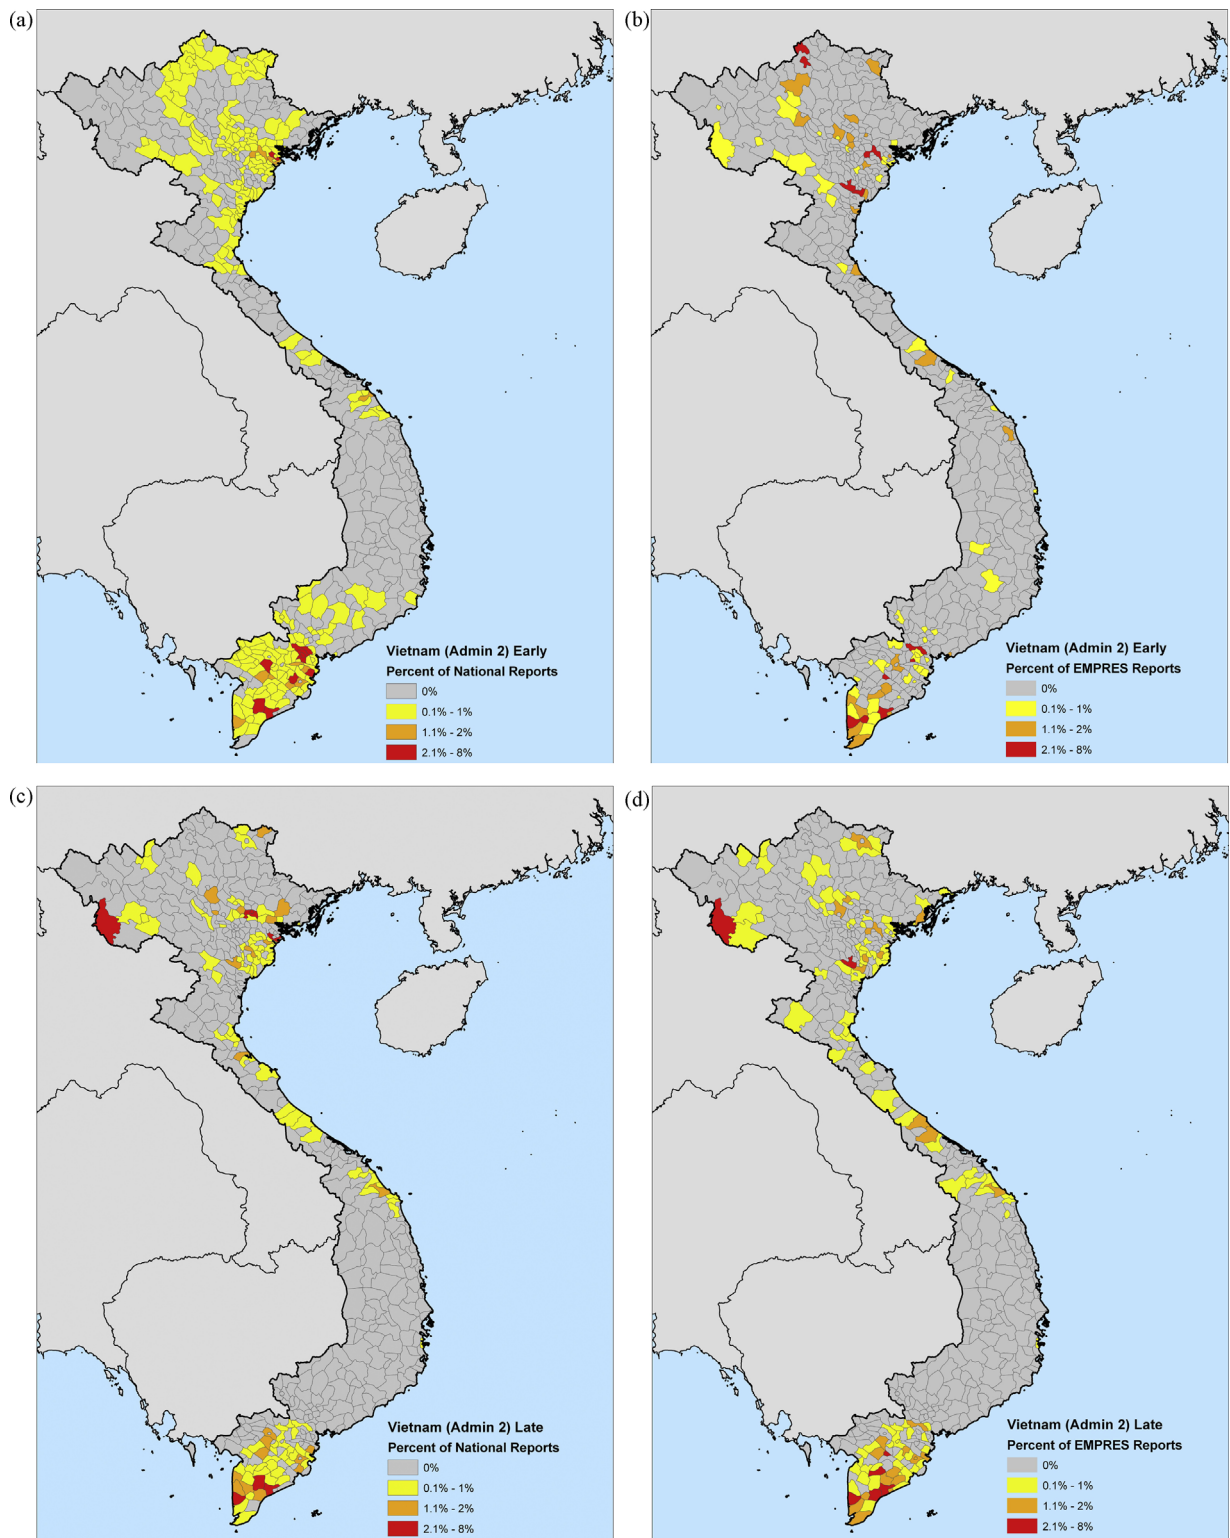 (a)
Vietnam (Admin 2) Early
Percent of National Reports
0%
0.1% - 1%
1.1% - 2%
2.1% - 8%
(b)
Vietnam (Admin 2) Early
Percent of EMPRES Reports
0%
0.1% - 1%
1.1% - 2%
2.1% - 8%
(c)
Vietnam (Admin 2) Late
Percent of National Reports
0%
0.1% - 1%
1.1% - 2%
2.1% - 8%
(d)
Vietnam (Admin 2) Late
Percent of EMPRES Reports
0%
0.1% - 1%
1.1% - 2%
2.1% - 8%